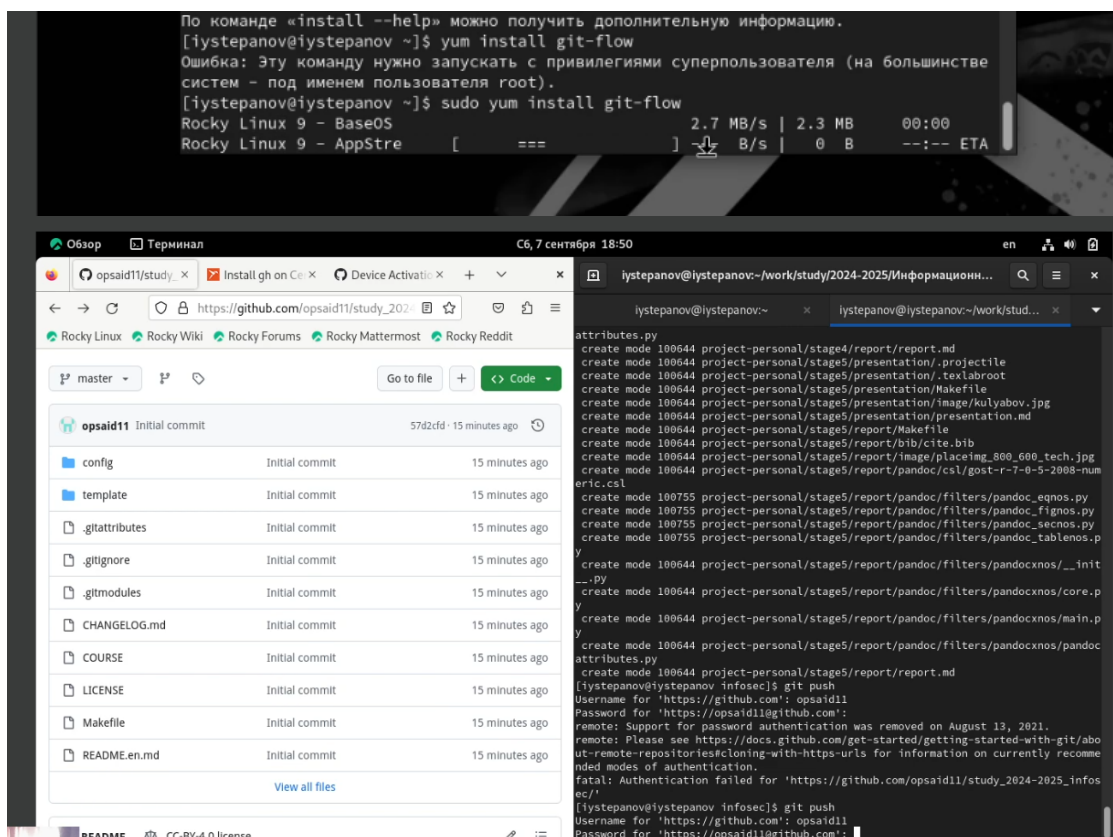 По команде «install --help» можно получить дополнительную информацию.
[iystepanov@iystepanov ~]$ yum install git-flow
Ошибка: Эту команду нужно запускать с привилегиями суперпользователя (на большинстве
систем – под именем пользователя root).
[iystepanov@iystepanov ~]$ sudo yum install git-flow
Rocky Linux 9 - BaseOS 2.7 MB/s | 2.3 MB 00:00
Rocky Linux 9 - AppStre [ === ] --- B/s | 0 B --:-- ETA
Обзор Терминал Сб, 7 сентября 18:50 en
opsaid11/study_ × Install gh on Ce × Device Activatio × + ×
https://github.com/opsaid11/study_202
Rocky Linux Rocky Wiki Rocky Forums Rocky Mattermost Rocky Reddit
master Go to file + <> Code
opsaid11 Initial commit 57d2cfd · 15 minutes ago
config Initial commit 15 minutes ago
template Initial commit 15 minutes ago
.gitattributes Initial commit 15 minutes ago
.gitignore Initial commit 15 minutes ago
.gitmodules Initial commit 15 minutes ago
CHANGELOG.md Initial commit 15 minutes ago
COURSE Initial commit 15 minutes ago
LICENSE Initial commit 15 minutes ago
Makefile Initial commit 15 minutes ago
README.en.md Initial commit 15 minutes ago
View all files
README CC-BY-4.0 license
iystepanov@iystepanov:~/work/study/2024-2025/Информационн... ×
iystepanov@iystepanov:~ × iystepanov@iystepanov:~/work/stud... ×
attributes.py
create mode 100644 project-personal/stage4/report/report.md
create mode 100644 project-personal/stage5/presentation/.projectile
create mode 100644 project-personal/stage5/presentation/.texlabroot
create mode 100644 project-personal/stage5/presentation/Makefile
create mode 100644 project-personal/stage5/presentation/image/kulyabov.jpg
create mode 100644 project-personal/stage5/presentation/presentation.md
create mode 100644 project-personal/stage5/report/Makefile
create mode 100644 project-personal/stage5/report/bib/cite.bib
create mode 100644 project-personal/stage5/report/image/placeimg_800_600_tech.jpg
create mode 100644 project-personal/stage5/report/pandoc/csl/gost-r-7-0-5-2008-num
eric.csl
create mode 100755 project-personal/stage5/report/pandoc/filters/pandoc_eqnos.py
create mode 100755 project-personal/stage5/report/pandoc/filters/pandoc_fignos.py
create mode 100755 project-personal/stage5/report/pandoc/filters/pandoc_secnos.py
create mode 100755 project-personal/stage5/report/pandoc/filters/pandoc_tablenos.p
y
create mode 100644 project-personal/stage5/report/pandoc/filters/pandocxnos/__init
__.py
create mode 100644 project-personal/stage5/report/pandoc/filters/pandocxnos/core.p
y
create mode 100644 project-personal/stage5/report/pandoc/filters/pandocxnos/main.p
y
create mode 100644 project-personal/stage5/report/pandoc/filters/pandocxnos/pandoc
attributes.py
create mode 100644 project-personal/stage5/report/report.md
[iystepanov@iystepanov infosec]$ git push
Username for 'https://github.com': opsaid11
Password for 'https://opsaid11@github.com':
remote: Support for password authentication was removed on August 13, 2021.
remote: Please see https://docs.github.com/get-started/getting-started-with-git/abo
ut-remote-repositories#cloning-with-https-urls for information on currently recomme
nded modes of authentication.
fatal: Authentication failed for 'https://github.com/opsaid11/study_2024-2025_infos
ec/'
[iystepanov@iystepanov infosec]$ git push
Username for 'https://github.com': opsaid11
Password for 'https://opsaid11@github.com':